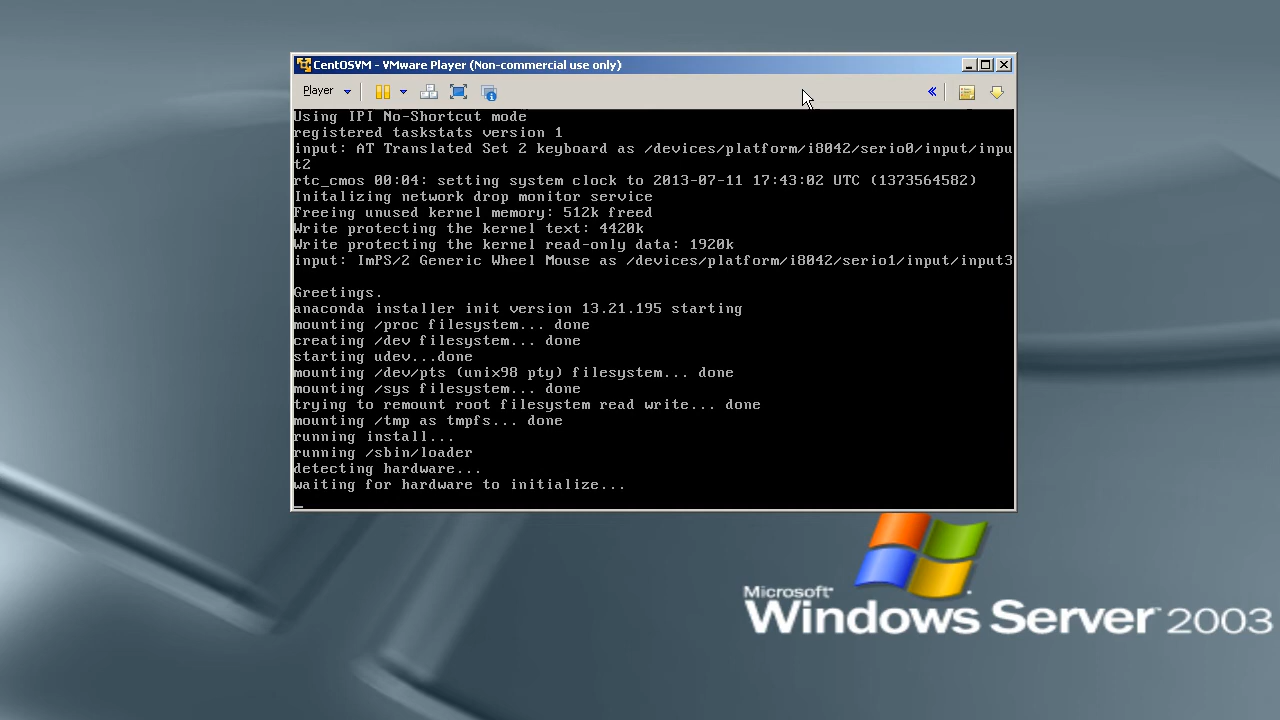 CentOSVM - VMware Player (Non-commercial use only)
Player
Using IPI No-Shortcut mode
registered taskstats version 1
input: AT Translated Set 2 keyboard as /devices/platform/i8042/serio0/input/inpu
t2
rtc_cmos 00:04: setting system clock to 2013-07-11 17:43:02 UTC (1373564582)
Initalizing network drop monitor service
Freeing unused kernel memory: 512k freed
Write protecting the kernel text: 4420k
Write protecting the kernel read-only data: 1920k
input: ImPS/2 Generic Wheel Mouse as /devices/platform/i8042/serio1/input/input3
Greetings.
anaconda installer init version 13.21.195 starting
mounting /proc filesystem... done
creating /dev filesystem... done
starting udev...done
mounting /dev/pts (unix98 pty) filesystem... done
mounting /sys filesystem... done
trying to remount root filesystem read write... done
mounting /tmp as tmpfs... done
running install...
running /sbin/loader
detecting hardware...
waiting for hardware to initialize...
Microsoft
Windows Server 2003